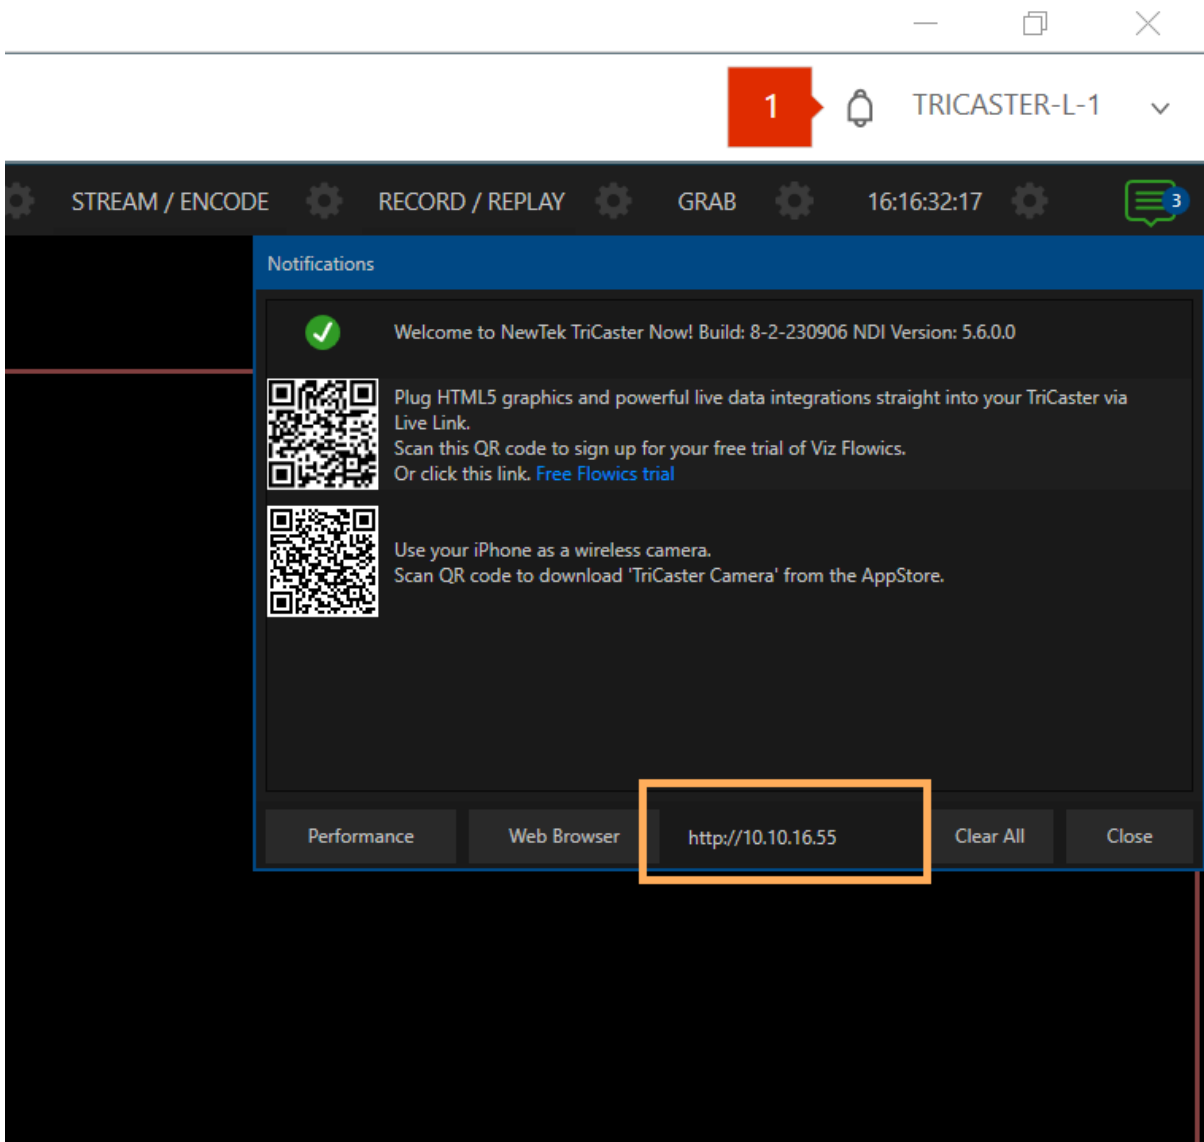 1
TRICASTER-L-1
STREAM / ENCODE
RECORD / REPLAY
GRAB
16:16:32:17
3
Notifications
Welcome to NewTek TriCaster Now! Build: 8-2-230906 NDI Version: 5.6.0.0
Plug HTML5 graphics and powerful live data integrations straight into your TriCaster via
Live Link.
Scan this QR code to sign up for your free trial of Viz Flowics.
Or click this link. Free Flowics trial
Use your iPhone as a wireless camera.
Scan QR code to download 'TriCaster Camera' from the AppStore.
Performance
Web Browser
http://10.10.16.55
Clear All
Close